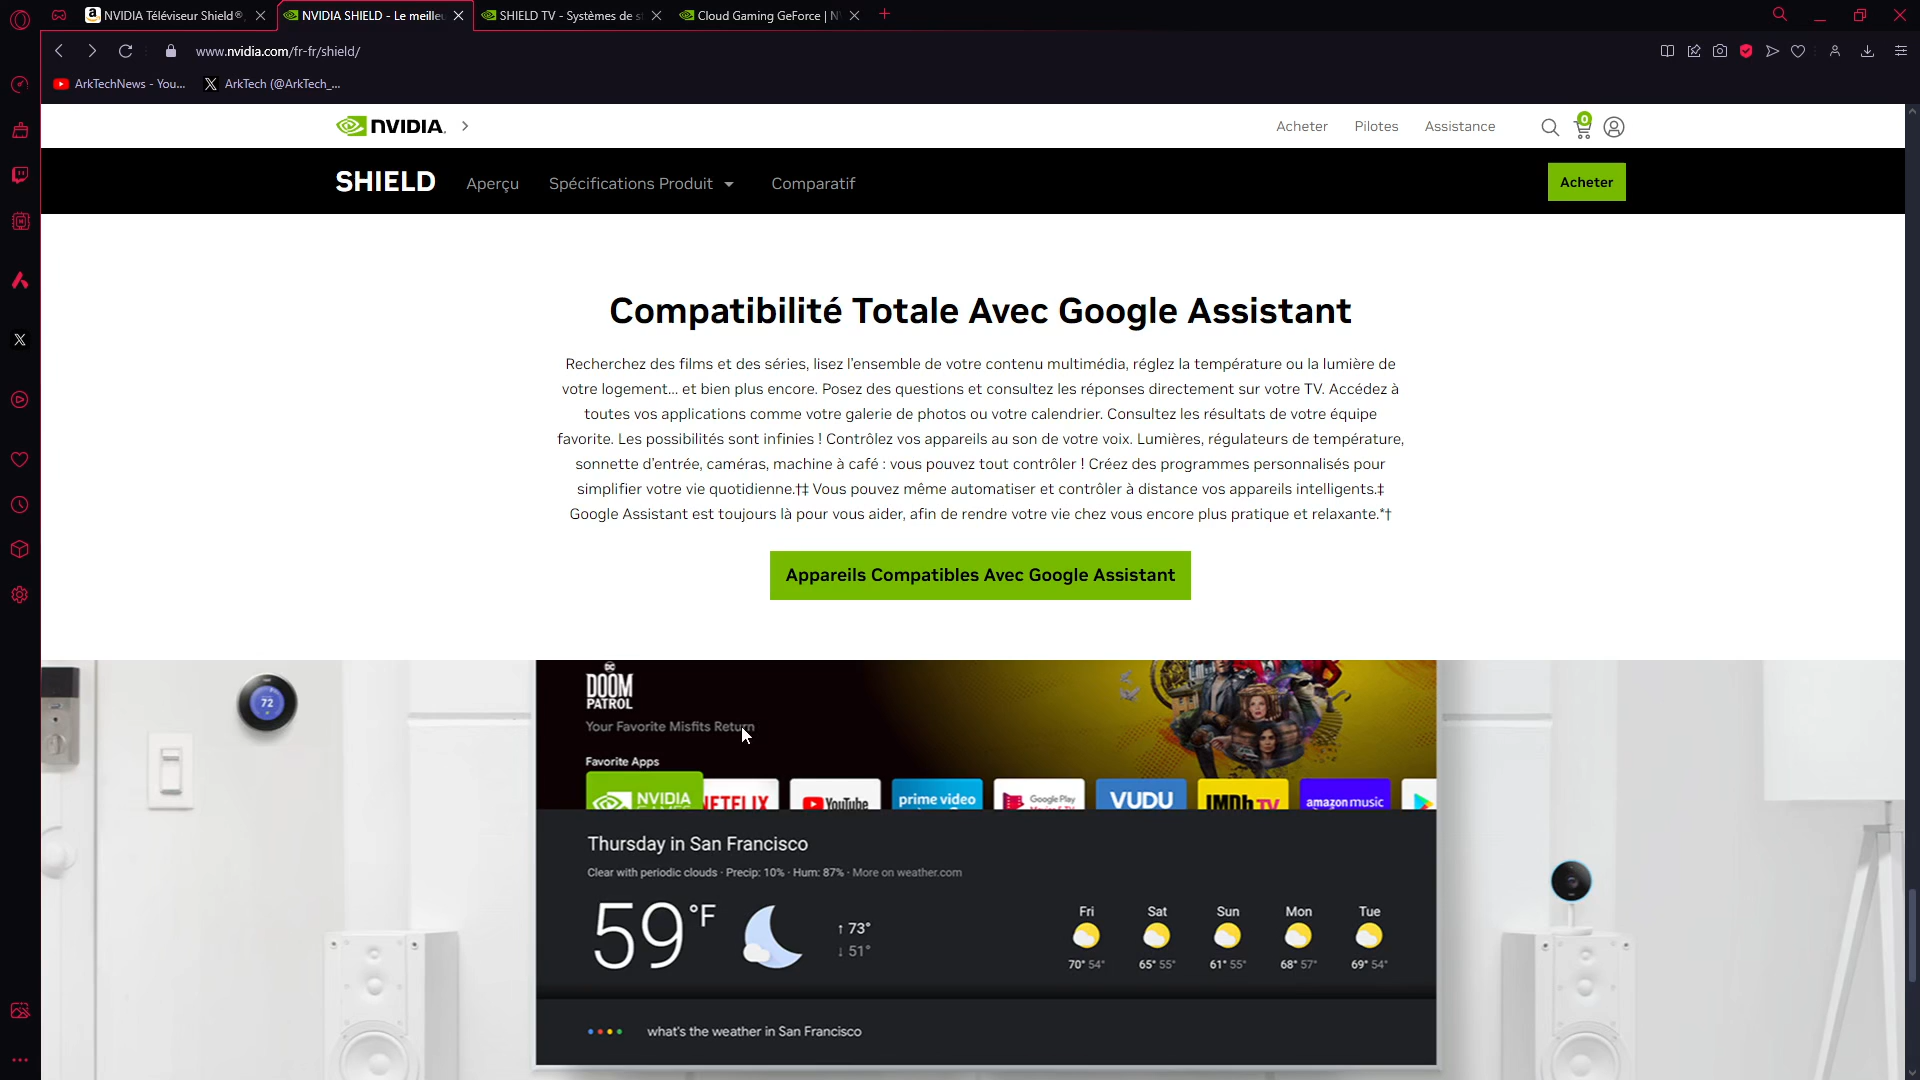 NVIDIA Téléviseur Shield®
NVIDIA SHIELD - Le meille
SHIELD TV - Systèmes de s
Cloud Gaming GeForce | N
www.nvidia.com/fr-fr/shield/
ArkTechNews - You...
ArkTech (@ArkTech_...
NVIDIA.
Acheter
Pilotes
Assistance
0
SHIELD
Aperçu
Spécifications Produit
Comparatif
Acheter
Compatibilité Totale Avec Google Assistant
Recherchez des films et des séries, lisez l'ensemble de votre contenu multimédia, réglez la température ou la lumière de
votre logement... et bien plus encore. Posez des questions et consultez les réponses directement sur votre TV. Accédez à
toutes vos applications comme votre galerie de photos ou votre calendrier. Consultez les résultats de votre équipe
favorite. Les possibilités sont infinies ! Contrôlez vos appareils au son de votre voix. Lumières, régulateurs de température,
sonnette d'entrée, caméras, machine à café : vous pouvez tout contrôler ! Créez des programmes personnalisés pour
simplifier votre vie quotidienne.†‡ Vous pouvez même automatiser et contrôler à distance vos appareils intelligents.‡
Google Assistant est toujours là pour vous aider, afin de rendre votre vie chez vous encore plus pratique et relaxante.*†
Appareils Compatibles Avec Google Assistant
72
DOOM
PATROL
Your Favorite Misfits Return
Favorite Apps
NVIDIA
NETFLIX
YouTube
prime video
Google Play
VUDU
IMDb TV
amazon music
Thursday in San Francisco
Clear with periodic clouds · Precip: 10% · Hum: 87% · More on weather.com
59 °F
↑ 73°
↓ 51°
Fri Sat Sun Mon Tue
70° 54° 65° 55° 61° 55° 68° 57° 69° 54°
what's the weather in San Francisco